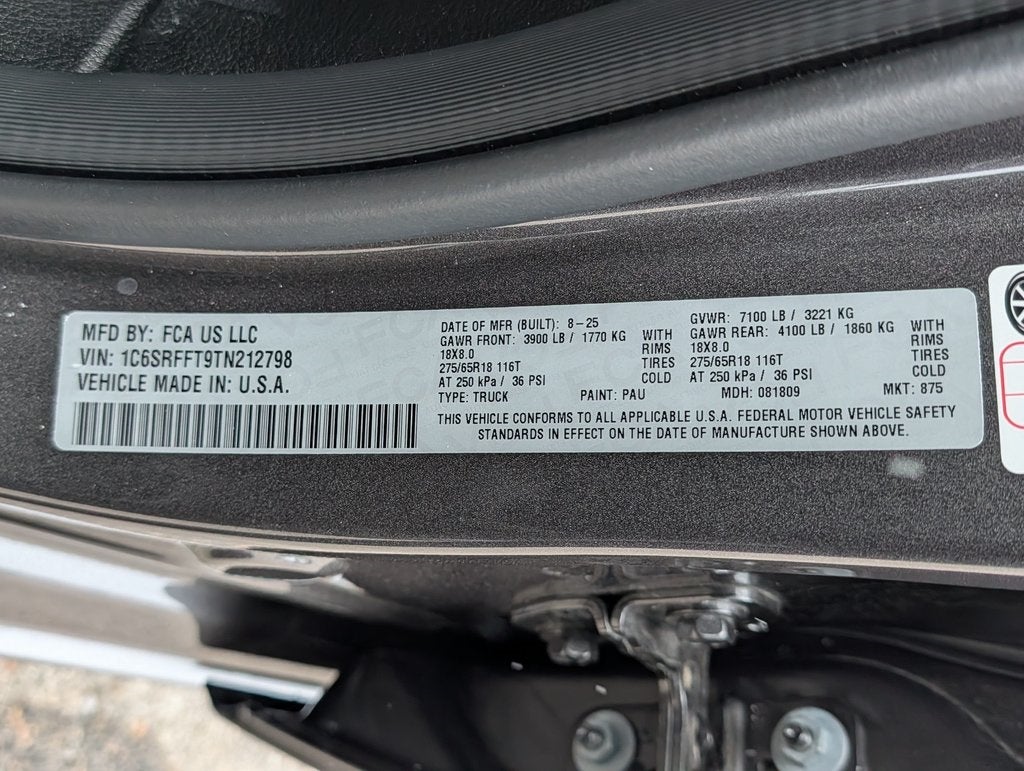 MFD BY: FCA US LLC
VIN: 1C6SRFFT9TN212798
VEHICLE MADE IN: U.S.A.
DATE OF MFR (BUILT): 8-25
GAWR FRONT: 3900 LB / 1770 KG WITH
18X8.0 RIMS
275/65R18 116T TIRES
AT 250 kPa / 36 PSI COLD
TYPE: TRUCK PAINT: PAU
GVWR: 7100 LB / 3221 KG
GAWR REAR: 4100 LB / 1860 KG WITH
18X8.0 RIMS
275/65R18 116T TIRES
AT 250 kPa / 36 PSI COLD
MDH: 081809 MKT: 875
THIS VEHICLE CONFORMS TO ALL APPLICABLE U.S.A. FEDERAL MOTOR VEHICLE SAFETY
STANDARDS IN EFFECT ON THE DATE OF MANUFACTURE SHOWN ABOVE.